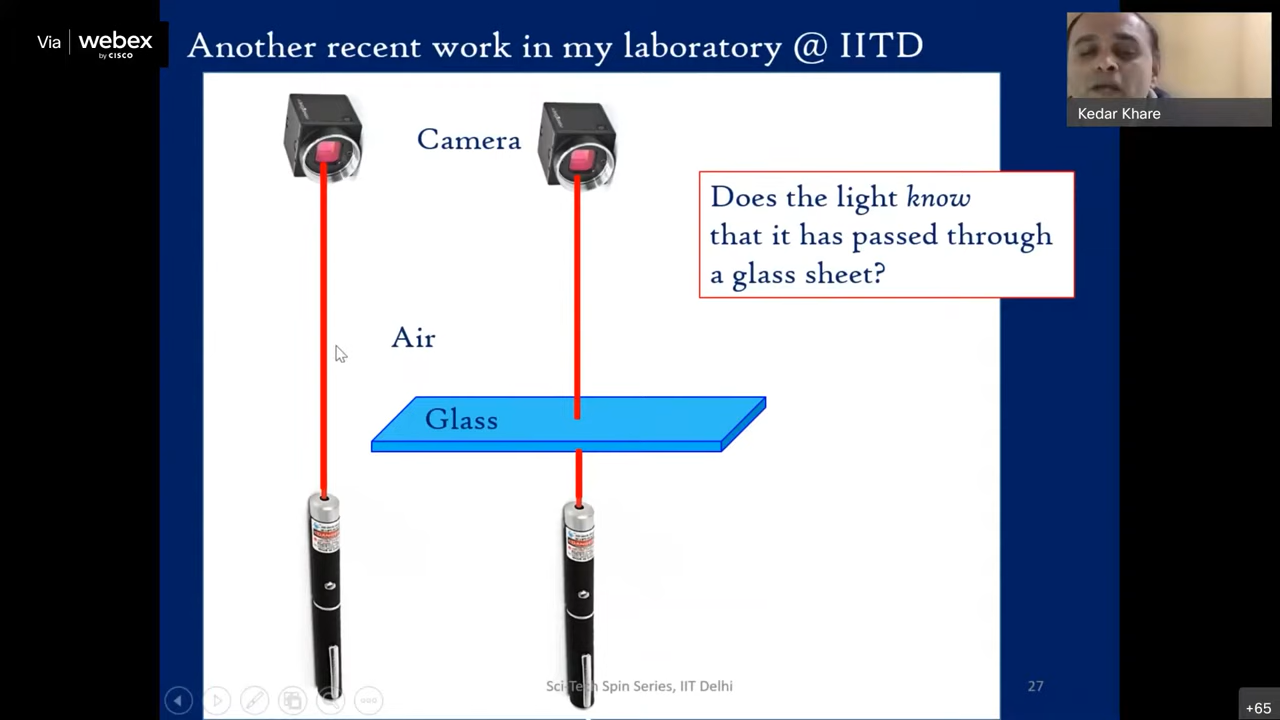 Via webex
by CISCO
Another recent work in my laboratory @ IITD
Kedar Khare
Camera
Does the light know
that it has passed through
a glass sheet?
Air
Glass
Sci-Tech Spin Series, IIT Delhi
27
+65